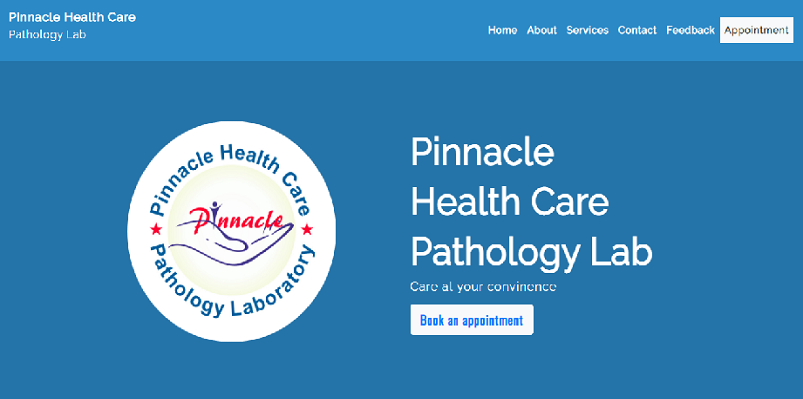 Pinnacle Health Care
Pathology Lab
Home About Services Contact Feedback Appointment
Pinnacle Health Care
Pinnacle
Pathology Laboratory
Pinnacle
Health Care
Pathology Lab
Care at your convinence
Book an appointment